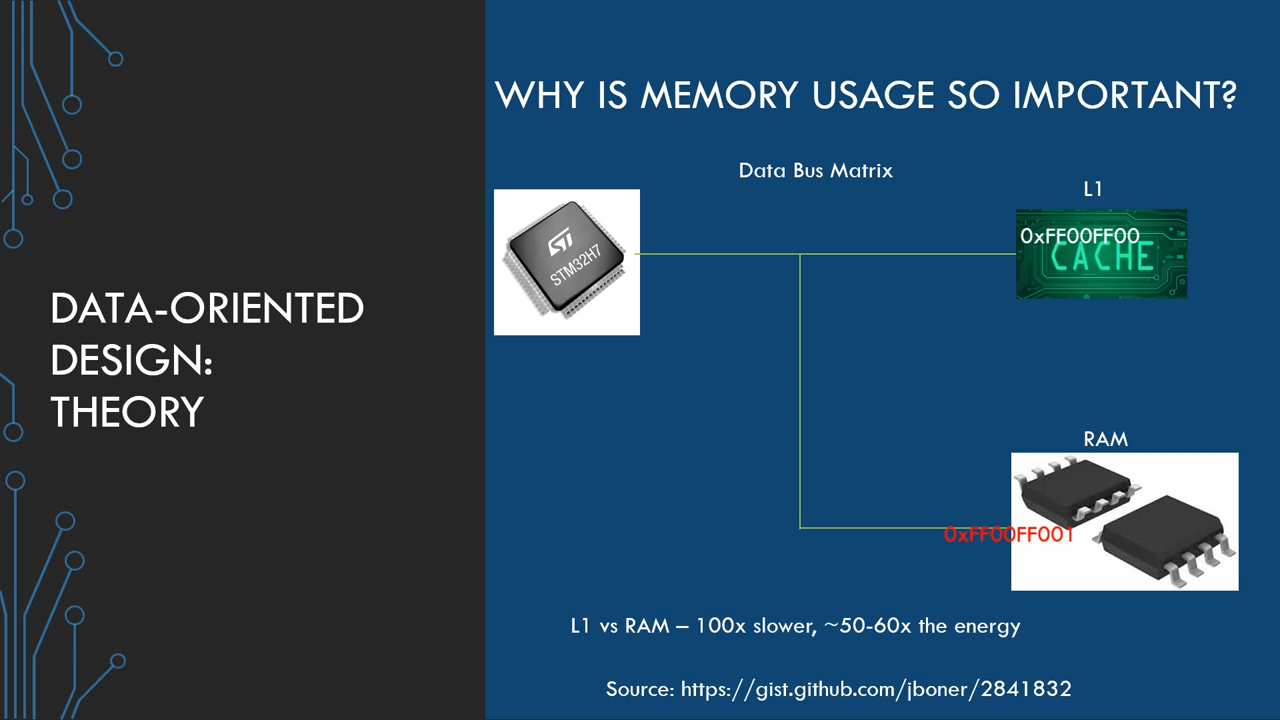 DATA-ORIENTED
DESIGN:
THEORY
WHY IS MEMORY USAGE SO IMPORTANT?
Data Bus Matrix
L1
ST
STM32H7
0xFF00FF00
CACHE
RAM
0xFF00FF001
L1 vs RAM – 100x slower, ~50-60x the energy
Source: https://gist.github.com/jboner/2841832